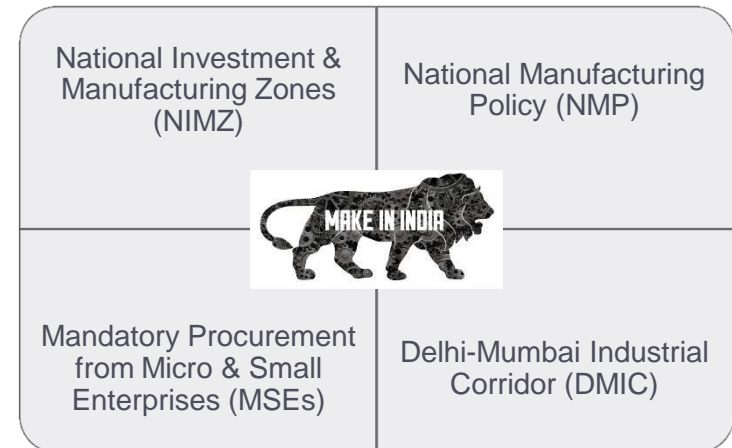 National Investment &
Manufacturing Zones
(NIMZ)
National Manufacturing
Policy (NMP)
MAKE IN INDIA
Mandatory Procurement
from Micro & Small
Enterprises (MSEs)
Delhi-Mumbai Industrial
Corridor (DMIC)